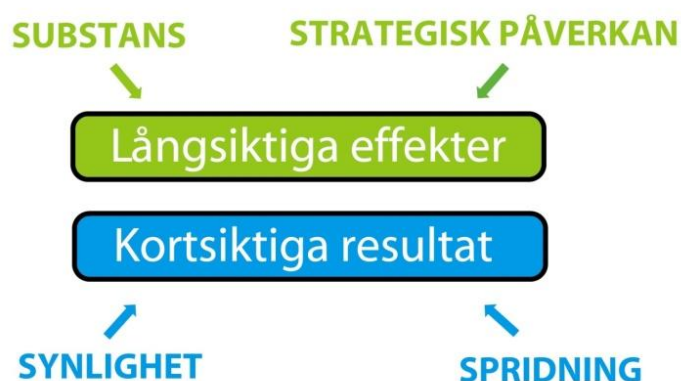 SUBSTANS STRATEGISK PÅVERKAN
Långsiktiga effekter
Kortsiktiga resultat
SYNLIGHET SPRIDNING